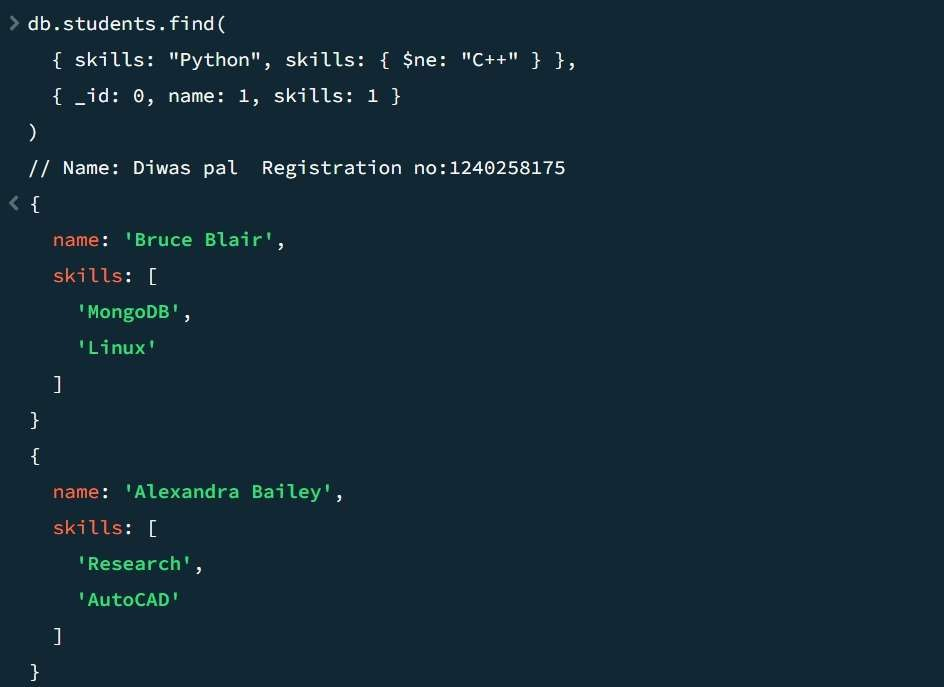 > db.students.find(
{ skills: "Python", skills: { $ne: "C++" } },
{ _id: 0, name: 1, skills: 1 }
)
// Name: Diwas pal  Registration no:1240258175
< {
name: 'Bruce Blair',
skills: [
'MongoDB',
'Linux'
]
}
{
name: 'Alexandra Bailey',
skills: [
'Research',
'AutoCAD'
]
}